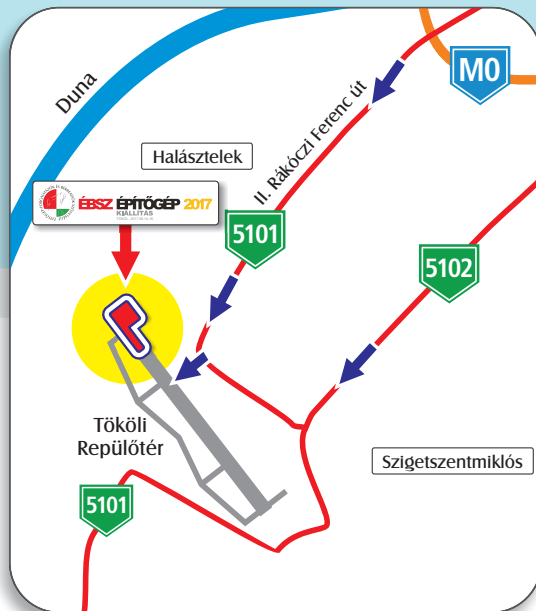 Duna
M0
Halásztelek
II. Rákóczi Ferenc út
ÉBSZ ÉPÍTŐGÉP 2017
KIÁLLÍTÁS
5101
5102
Tököli
Repülőtér
Szigetszentmiklós
5101